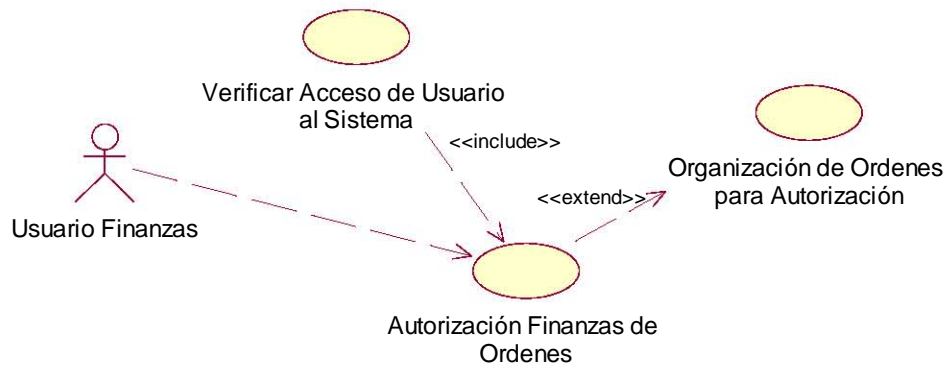 Verificar Acceso de Usuario
al Sistema
<<include>>
Organización de Ordenes
para Autorización
<<extend>>
Usuario Finanzas
Autorización Finanzas de
Ordenes